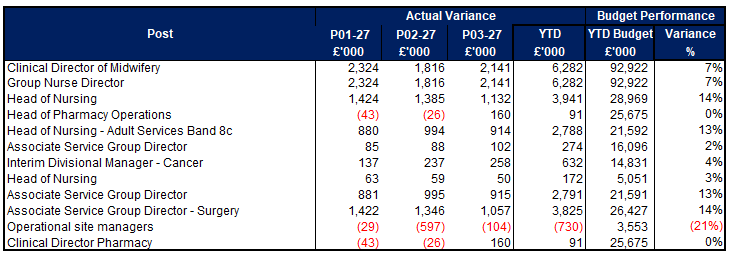 Actual Variance Budget Performance
Post P01-27 P02-27 P03-27 YTD YTD Budget Variance
£'000 £'000 £'000 £'000 £'000 %
Clinical Director of Midwifery 2,324 1,816 2,141 6,282 92,922 7%
Group Nurse Director 2,324 1,816 2,141 6,282 92,922 7%
Head of Nursing 1,424 1,385 1,132 3,941 28,969 14%
Head of Pharmacy Operations (43) (26) 160 91 25,675 0%
Head of Nursing - Adult Services Band 8c 880 994 914 2,788 21,592 13%
Associate Service Group Director 85 88 102 274 16,096 2%
Interim Divisional Manager - Cancer 137 237 258 632 14,831 4%
Head of Nursing 63 59 50 172 5,051 3%
Associate Service Group Director 881 995 915 2,791 21,591 13%
Associate Service Group Director - Surgery 1,422 1,346 1,057 3,825 26,427 14%
Operational site managers (29) (597) (104) (730) 3,553 (21%)
Clinical Director Pharmacy (43) (26) 160 91 25,675 0%